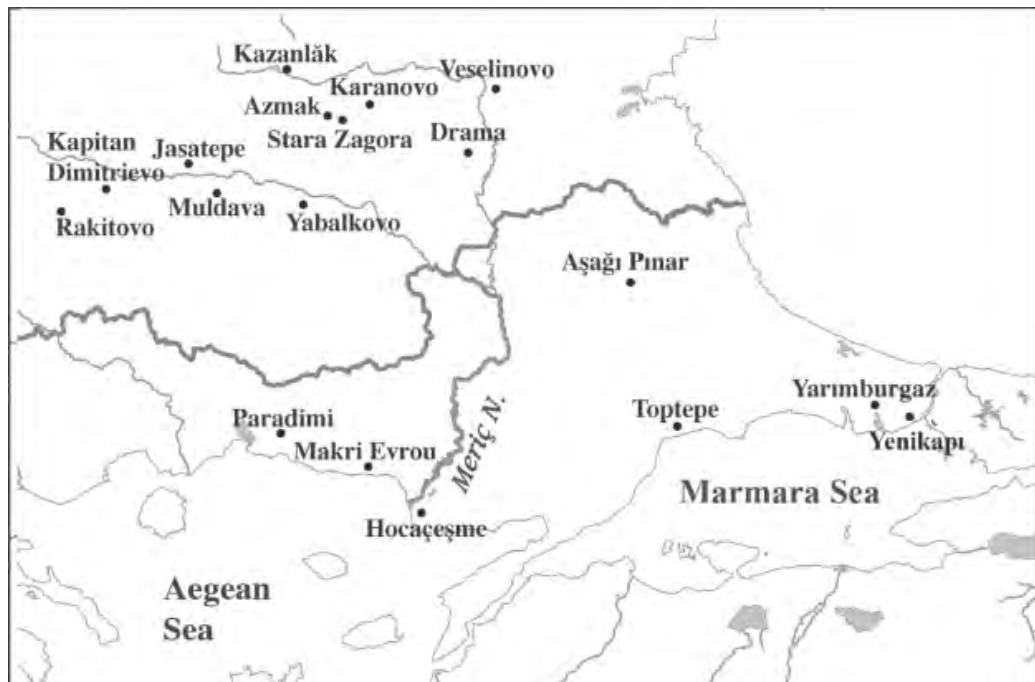 Kazanlăk
Veselinovo
Karanovo
Azmak
Stara Zagora
Drama
Kapitan
Dimitrievo
Jasatepe
Muldava
Yabalkovo
Rakitovo
Aşağı Pınar
Yarımburgaz
Yenikapı
Toptepe
Paradimi
Makri Evrou
Meriç N.
Hocaçeşme
Marmara Sea
Aegean
Sea